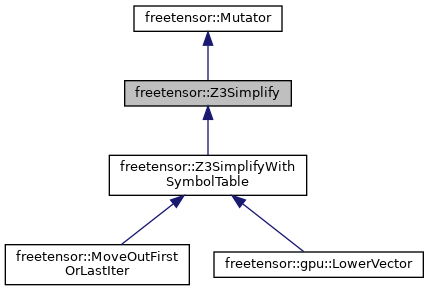 freetensor::Mutator
freetensor::Z3Simplify
freetensor::Z3SimplifyWith
SymbolTable
freetensor::MoveOutFirst
OrLastIter
freetensor::gpu::LowerVector